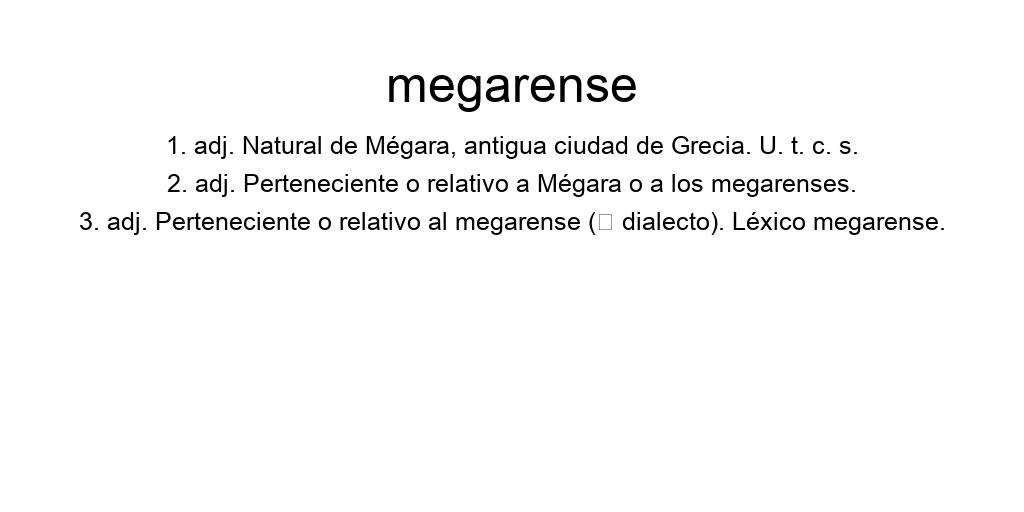 megarense
1. adj. Natural de Mégara, antigua ciudad de Grecia. U. t. c. s.
2. adj. Perteneciente o relativo a Mégara o a los megarenses.
3. adj. Perteneciente o relativo al megarense (□ dialecto). Léxico megarense.